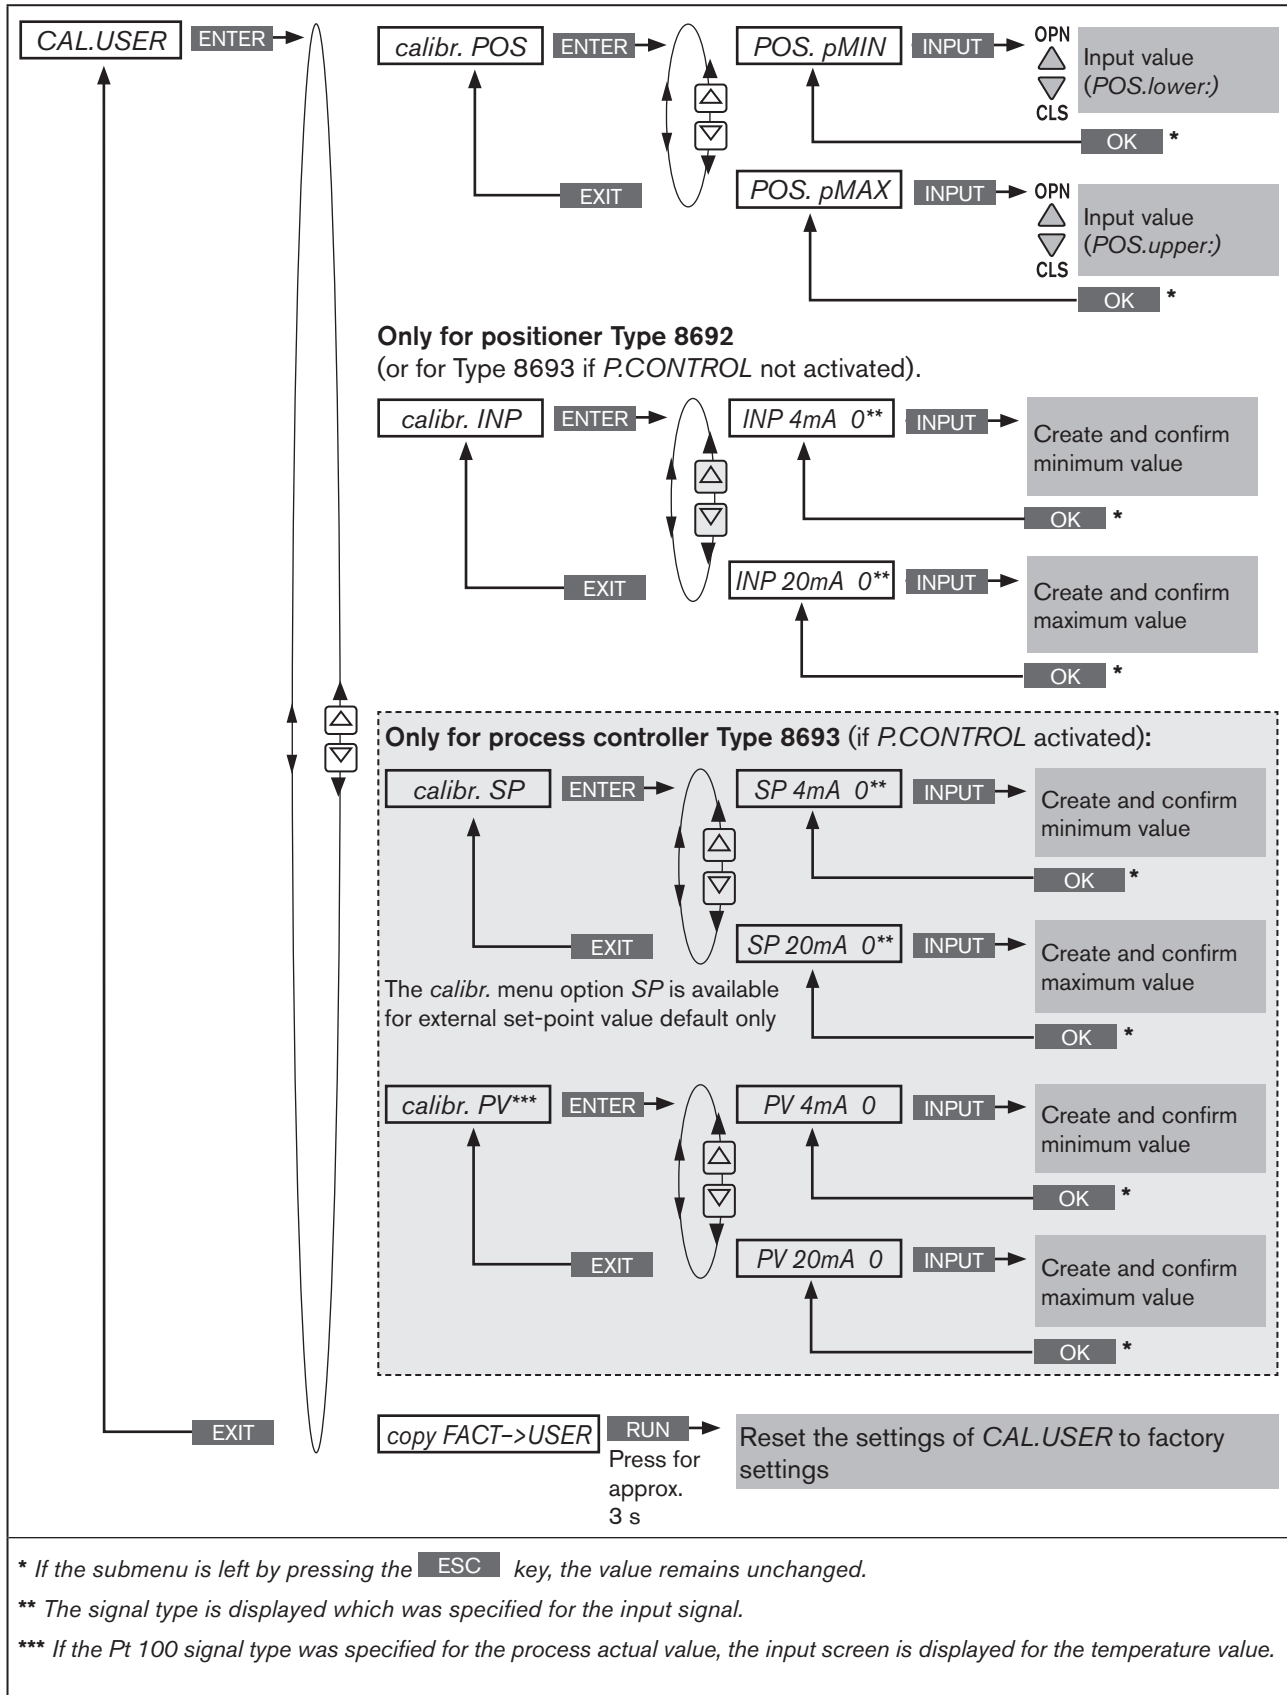 CAL.USER ENTER
calibr. POS ENTER POS. pMIN INPUT OPN
Input value
(POS.lower:)
CLS
OK *
EXIT
POS. pMAX INPUT OPN
Input value
(POS.upper:)
CLS
OK *
Only for positioner Type 8692
(or for Type 8693 if P.CONTROL not activated).
calibr. INP ENTER INP 4mA 0** INPUT
Create and confirm
minimum value
OK *
EXIT
INP 20mA 0** INPUT
Create and confirm
maximum value
OK *
Only for process controller Type 8693 (if P.CONTROL activated):
calibr. SP ENTER SP 4mA 0** INPUT
Create and confirm
minimum value
OK *
EXIT
SP 20mA 0** INPUT
Create and confirm
maximum value
The calibr. menu option SP is available
for external set-point value default only
OK *
calibr. PV*** ENTER PV 4mA 0 INPUT
Create and confirm
minimum value
OK *
EXIT
PV 20mA 0 INPUT
Create and confirm
maximum value
OK *
EXIT
copy FACT–>USER RUN
Press for
approx.
3 s
Reset the settings of CAL.USER to factory
settings
* If the submenu is left by pressing the ESC key, the value remains unchanged.
** The signal type is displayed which was specified for the input signal.
*** If the Pt 100 signal type was specified for the process actual value, the input screen is displayed for the temperature value.